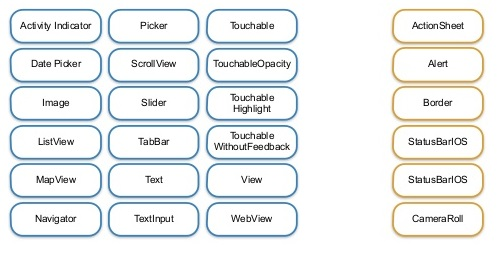 Activity Indicator
Picker
Touchable
ActionSheet
Date Picker
ScrollView
TouchableOpacity
Alert
Image
Slider
Touchable
Highlight
Border
ListView
TabBar
Touchable
WithoutFeedback
StatusBarIOS
MapView
Text
View
StatusBarIOS
Navigator
TextInput
WebView
CameraRoll